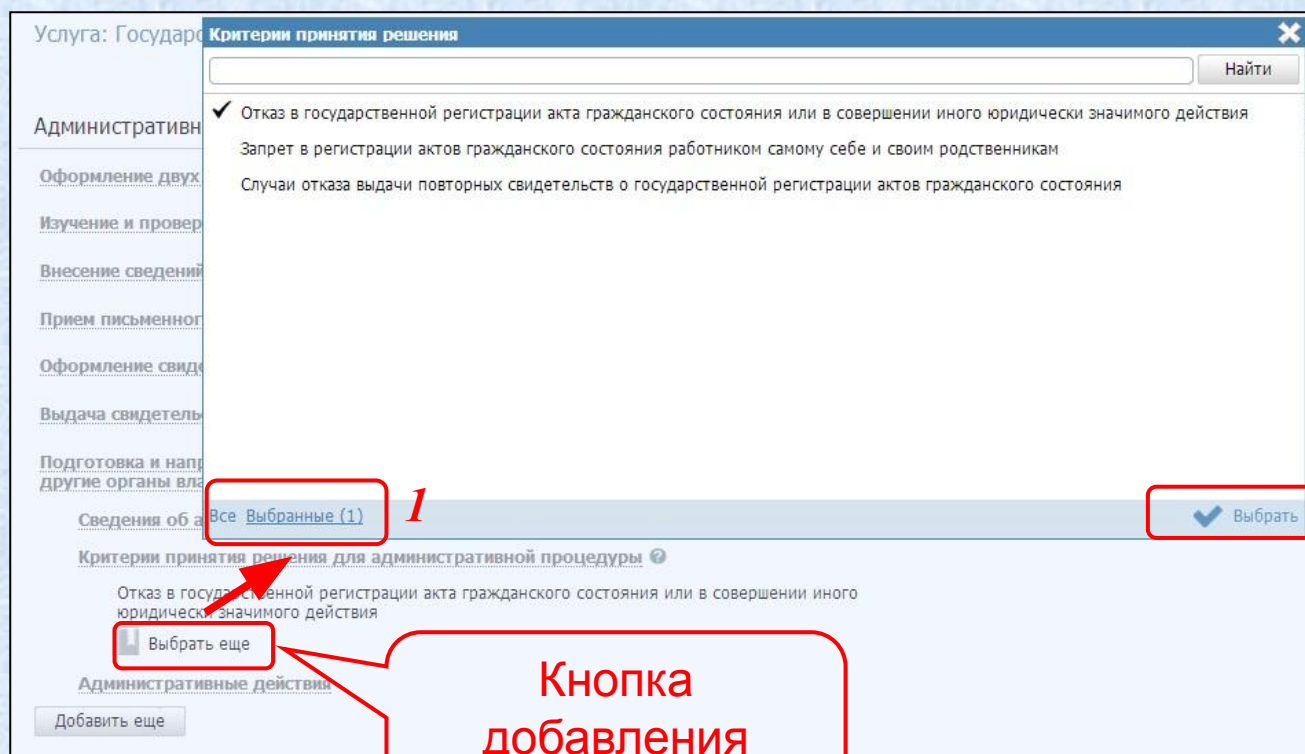 Услуга: Государс
Критерии принятия решения
Найти
Отказ в государственной регистрации акта гражданского состояния или в совершении иного юридически значимого действия
Запрет в регистрации актов гражданского состояния работником самому себе и своим родственникам
Случаи отказа выдачи повторных свидетельств о государственной регистрации актов гражданского состояния
Административн
Оформление двух
Изучение и провер
Внесение сведений
Прием письменног
Оформление свиде
Выдача свидетель
Подготовка и напр
другие органы вла
Все Выбранные (1)
1
Выбрать
Сведения об а
Критерии принятия решения для административной процедуры
Отказ в государственной регистрации акта гражданского состояния или в совершении иного
юридически значимого действия
Выбрать еще
Административные действия
Добавить еще
Кнопка
добавления